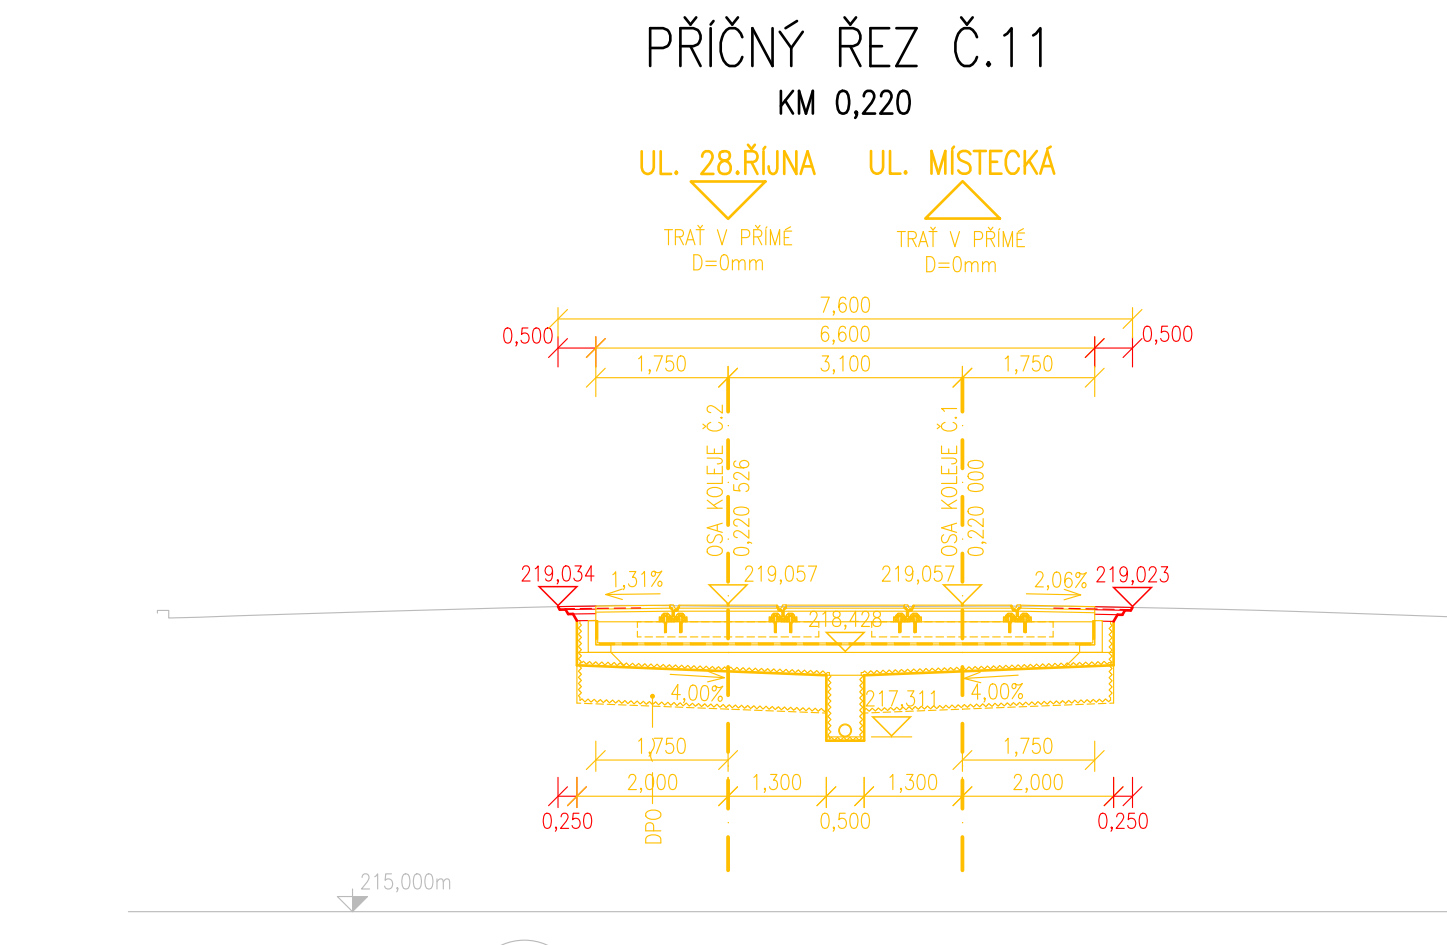 PŘÍČNÝ ŘEZ Č.11
KM 0,220
UL. 28.ŘÍJNA UL. MÍSTECKÁ
TRAŤ V PŘÍMÉ TRAŤ V PŘÍMÉ
D=0mm D=0mm
7,600
0,500 6,600 0,500
1,750 3,100 1,750
OSA KOLEJE Č.2
0,220 526
OSA KOLEJE Č.1
0,220 000
219,034 1,31% 219,057 219,057 2,06% 219,023
218,428
4,00% 217,311 4,00%
1,750 1,750
2,000 1,300 1,300 2,000
0,250 0,500 0,250
DPO
215,000m